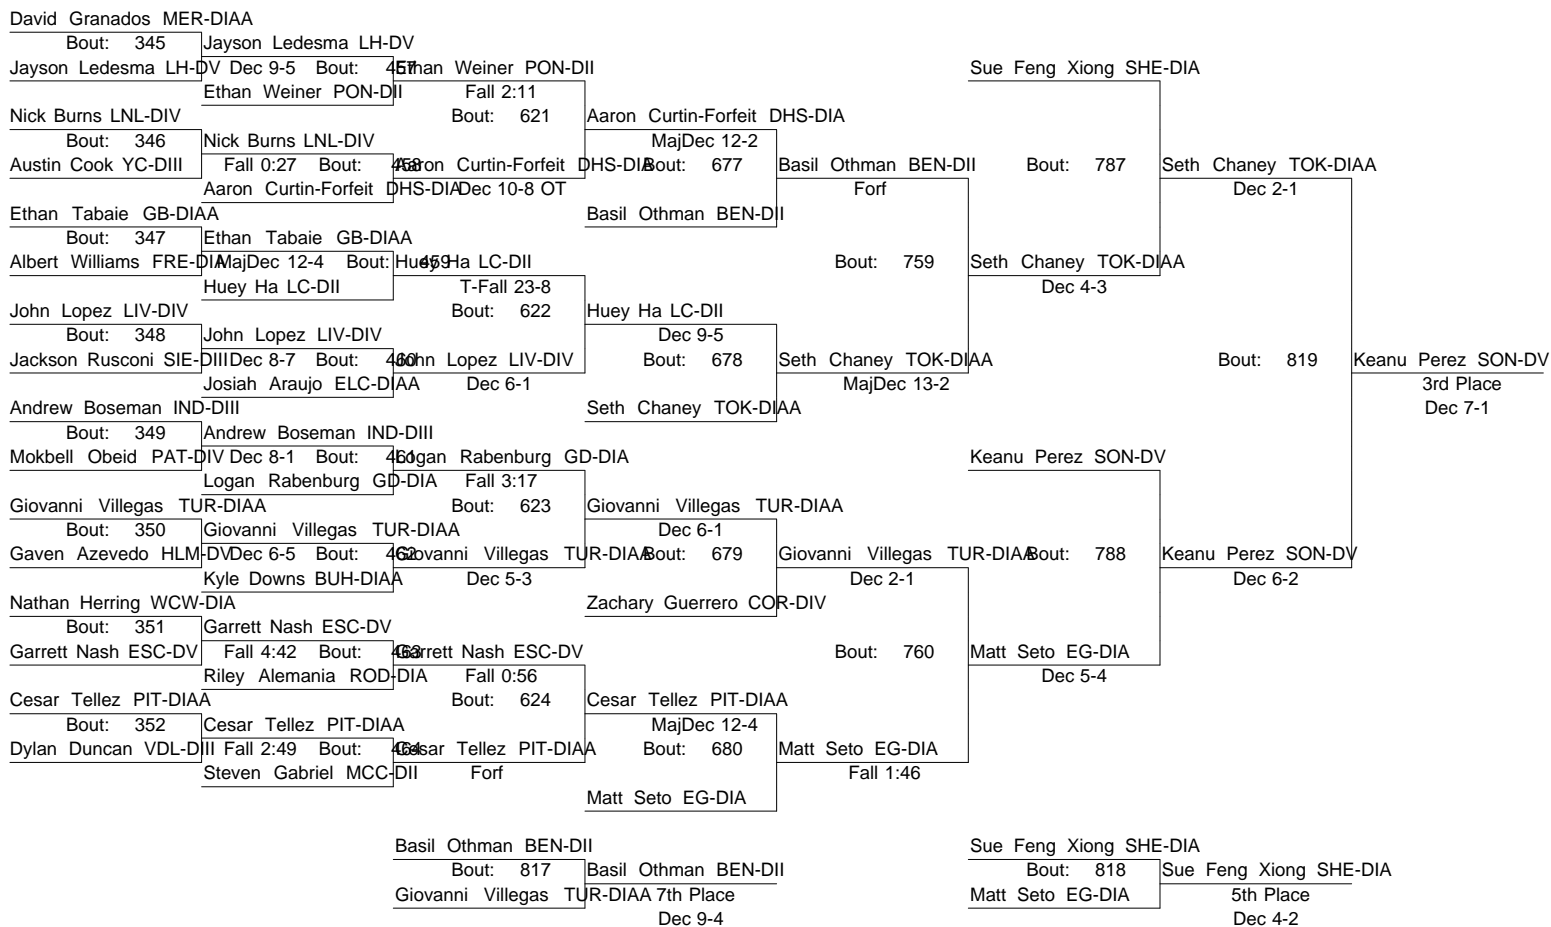 David Granados MER-DIAA
Bout: 345 Jayson Ledesma LH-DV
Jayson Ledesma LH-DV Dec 9-5 Bout: 457 Ethan Weiner PON-DII Sue Feng Xiong SHE-DIA
Ethan Weiner PON-DII Fall 2:11
Nick Burns LNL-DIV Bout: 621 Aaron Curtin-Forfeit DHS-DIA
Bout: 346 Nick Burns LNL-DIV MajDec 12-2
Austin Cook YC-DIII Fall 0:27 Bout: 458 Aaron Curtin-Forfeit DHS-DIA Bout: 677 Basil Othman BEN-DII Bout: 787 Seth Chaney TOK-DIAA
Aaron Curtin-Forfeit DHS-DIA Dec 10-8 OT Forf Dec 2-1
Ethan Tabaie GB-DIAA Basil Othman BEN-DII
Bout: 347 Ethan Tabaie GB-DIAA
Albert Williams FRE-DIA MajDec 12-4 Bout: 459 Huey Ha LC-DII Bout: 759 Seth Chaney TOK-DIAA
Huey Ha LC-DII T-Fall 23-8 Dec 4-3
John Lopez LIV-DIV Bout: 622 Huey Ha LC-DII
Bout: 348 John Lopez LIV-DIV Dec 9-5
Jackson Rusconi SIE-DIII Dec 8-7 Bout: 460 John Lopez LIV-DIV Bout: 678 Seth Chaney TOK-DIAA Bout: 819 Keanu Perez SON-DV
Josiah Araujo ELC-DIAA Dec 6-1 MajDec 13-2 3rd Place
Andrew Boseman IND-DIII Seth Chaney TOK-DIAA Dec 7-1
Bout: 349 Andrew Boseman IND-DIII
Mokbell Obeid PAT-DIV Dec 8-1 Bout: 461 Logan Rabenburg GD-DIA Keanu Perez SON-DV
Logan Rabenburg GD-DIA Fall 3:17
Giovanni Villegas TUR-DIAA Bout: 623 Giovanni Villegas TUR-DIAA
Bout: 350 Giovanni Villegas TUR-DIAA Dec 6-1
Gaven Azevedo HLM-DV Dec 6-5 Bout: 462 Giovanni Villegas TUR-DIAA Bout: 679 Giovanni Villegas TUR-DIAA Bout: 788 Keanu Perez SON-DV
Kyle Downs BUH-DIAA Dec 5-3 Dec 2-1 Dec 6-2
Nathan Herring WCW-DIA Zachary Guerrero COR-DIV
Bout: 351 Garrett Nash ESC-DV
Garrett Nash ESC-DV Fall 4:42 Bout: 463 Garrett Nash ESC-DV Bout: 760 Matt Seto EG-DIA
Riley Alemania ROD-DIA Fall 0:56 Dec 5-4
Cesar Tellez PIT-DIAA Bout: 624 Cesar Tellez PIT-DIAA
Bout: 352 Cesar Tellez PIT-DIAA MajDec 12-4
Dylan Duncan VDL-DIII Fall 2:49 Bout: 464 Cesar Tellez PIT-DIAA Bout: 680 Matt Seto EG-DIA
Steven Gabriel MCC-DII Forf Fall 1:46
Matt Seto EG-DIA
Basil Othman BEN-DII Sue Feng Xiong SHE-DIA
Bout: 817 Basil Othman BEN-DII Bout: 818 Sue Feng Xiong SHE-DIA
Giovanni Villegas TUR-DIAA 7th Place Matt Seto EG-DIA 5th Place
Dec 9-4 Dec 4-2